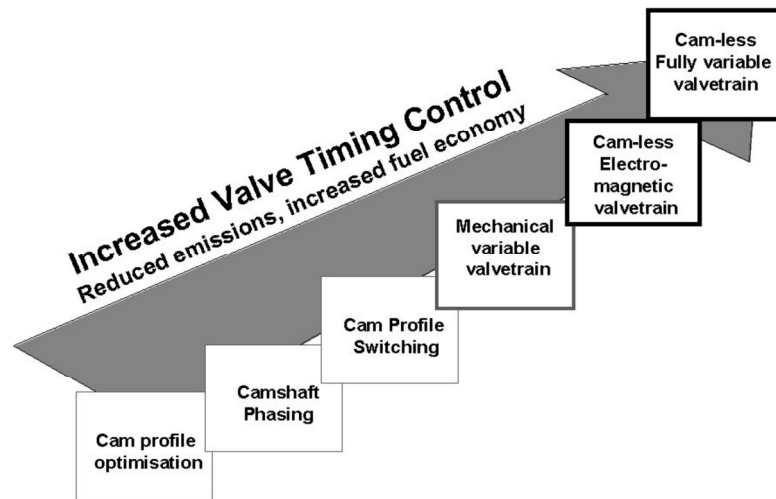 Increased Valve Timing Control
Reduced emissions, increased fuel economy
Cam-less
Fully variable
valvetrain
Cam-less
Electro-
magnetic
valvetrain
Mechanical
variable
valvetrain
Cam Profile
Switching
Camshaft
Phasing
Cam profile
optimisation